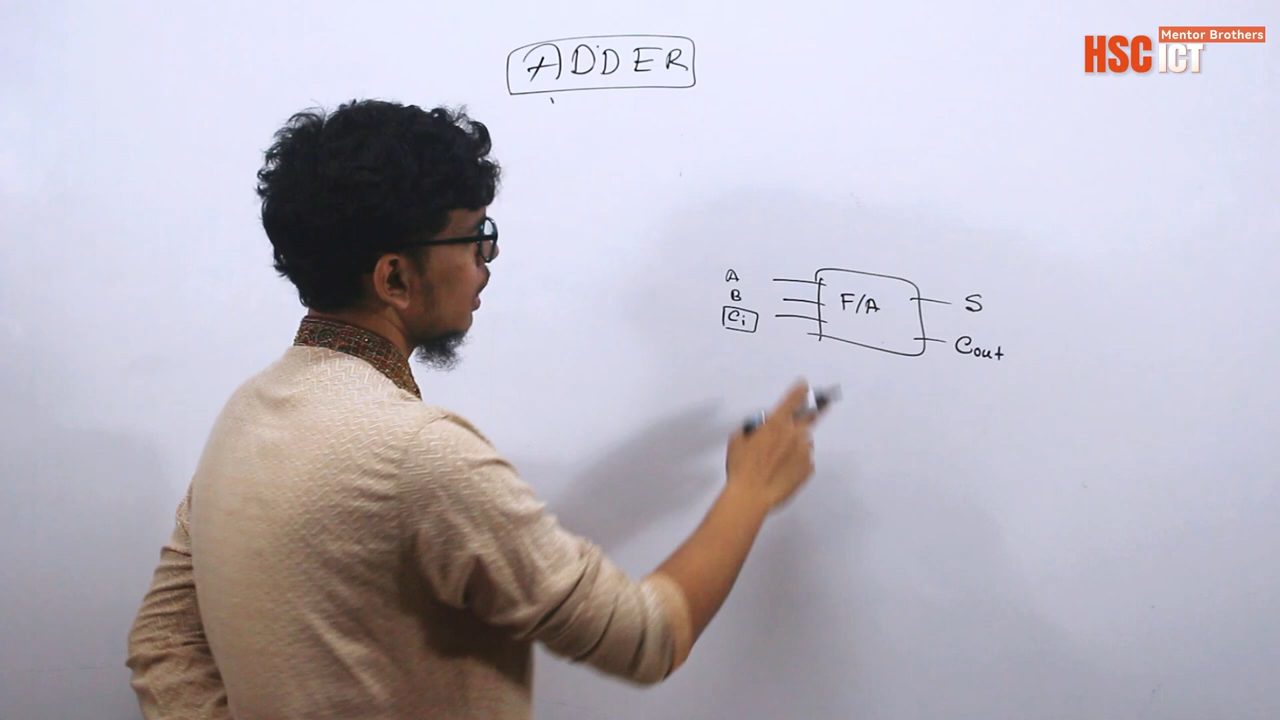 ADDER
HSC ICT
Mentor Brothers
A
B
Ci
F/A
S
Cout